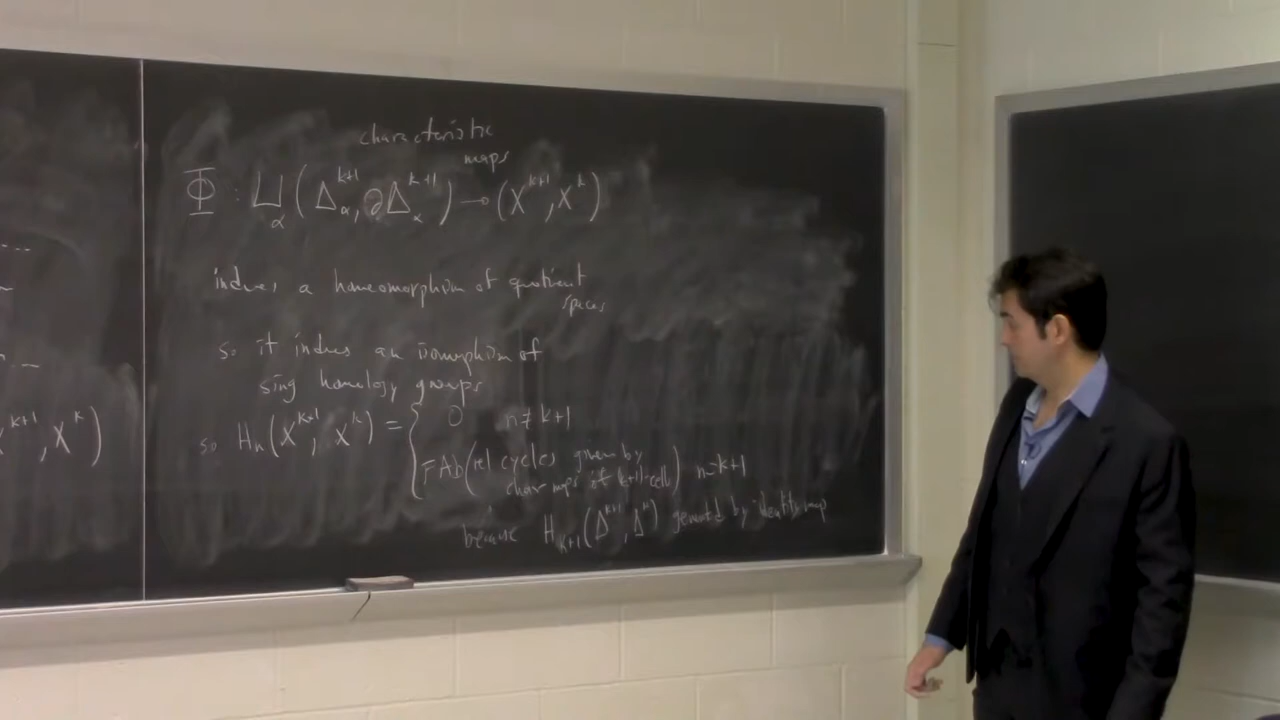 characteristic
maps
Φ : ⊔_α (Δ_α^{k+1}, ∂Δ_α^{k+1}) → (X^{k+1}, X^k)
induces a homeomorphism of quotient
spaces
so it induces an isomorphism of
sing homology groups
so H_n(X^{k+1}, X^k) = { 0 n≠k+1
FAb(rel cycles given by
char maps of k+1-cells) n=k+1
because H_{k+1}(Δ^{k+1}, Δ^k) generated by identity map
^{k+1}, X^k)